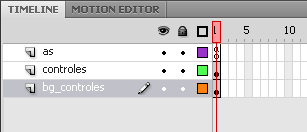 TIMELINE MOTION EDITOR
1 5 10
as
controles
bg_controles